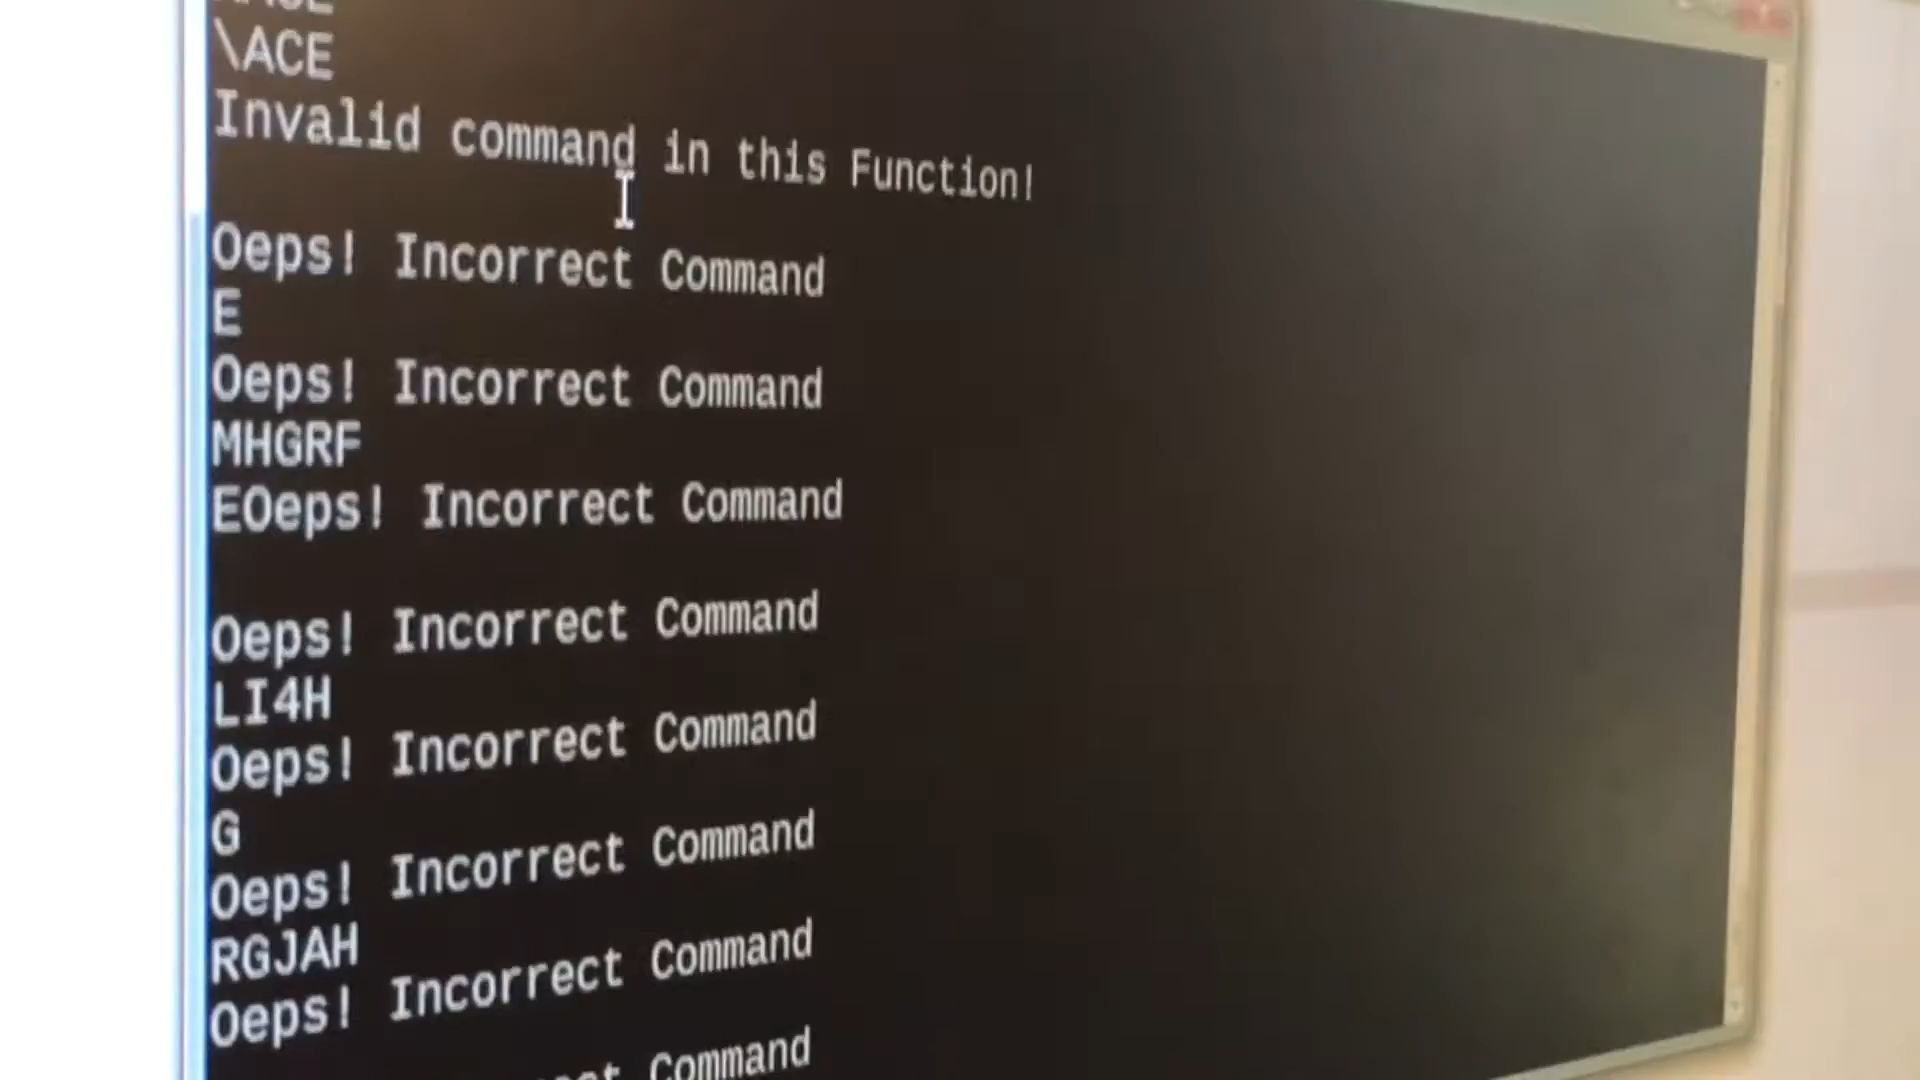 \ACE
Invalid command in this Function!
Oeps! Incorrect Command
E
Oeps! Incorrect Command
MHGRF
EOeps! Incorrect Command
Oeps! Incorrect Command
LI4H
Oeps! Incorrect Command
G
Oeps! Incorrect Command
RGJAH
Oeps! Incorrect Command
Command